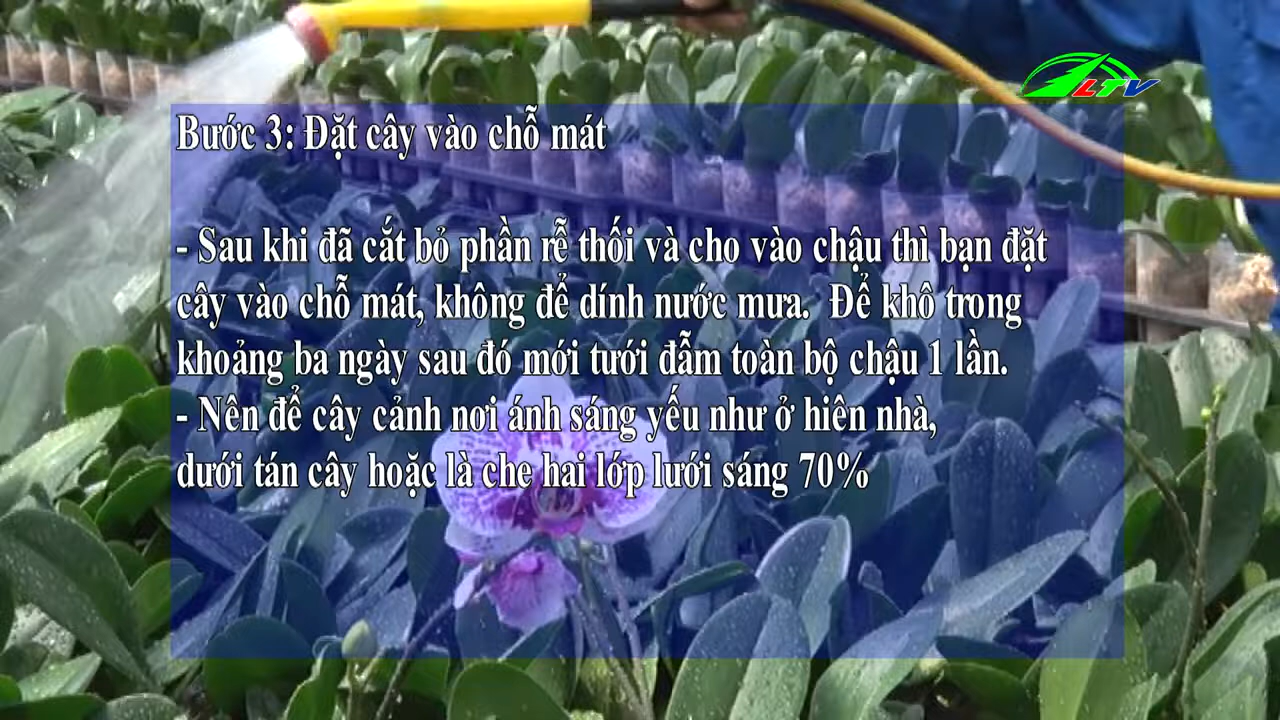 LTV
Bước 3: Đặt cây vào chỗ mát
- Sau khi đã cắt bỏ phần rễ thối và cho vào chậu thì bạn đặt
cây vào chỗ mát, không để dính nước mưa. Để khô trong
khoảng ba ngày sau đó mới tưới đẫm toàn bộ chậu 1 lần.
- Nên để cây cảnh nơi ánh sáng yếu như ở hiên nhà,
dưới tán cây hoặc là che hai lớp lưới sáng 70%